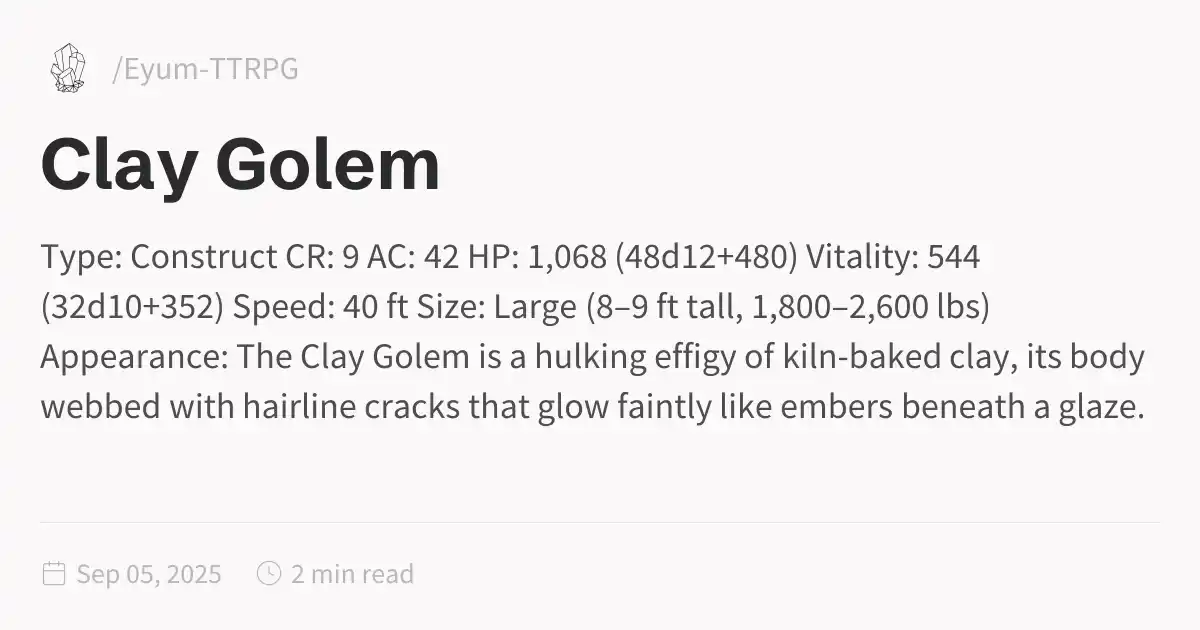 /Eyum-TTRPG
Clay Golem
Type: Construct CR: 9 AC: 42 HP: 1,068 (48d12+480) Vitality: 544
(32d10+352) Speed: 40 ft Size: Large (8–9 ft tall, 1,800–2,600 lbs)
Appearance: The Clay Golem is a hulking effigy of kiln-baked clay, its body
webbed with hairline cracks that glow faintly like embers beneath a glaze.
Sep 05, 2025 2 min read